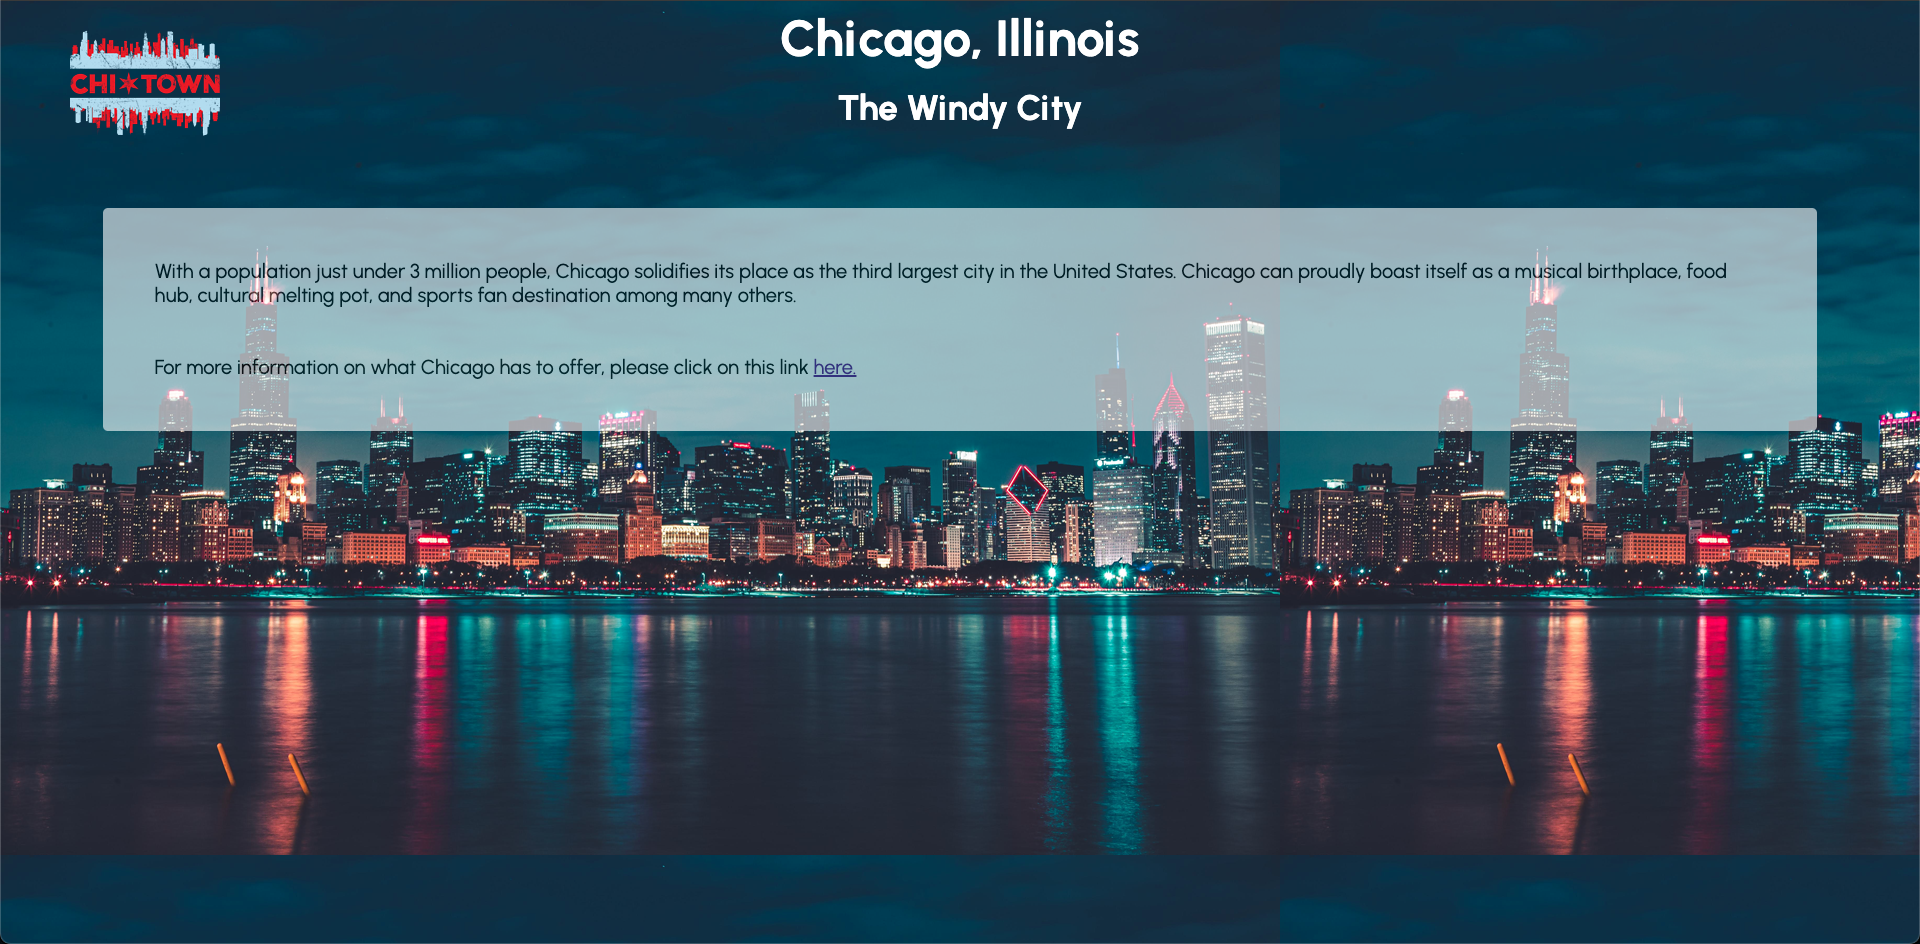 CHI★TOWN
Chicago, Illinois
The Windy City
With a population just under 3 million people, Chicago solidifies its place as the third largest city in the United States. Chicago can proudly boast itself as a musical birthplace, food
hub, cultural melting pot, and sports fan destination among many others.
For more information on what Chicago has to offer, please click on this link here.